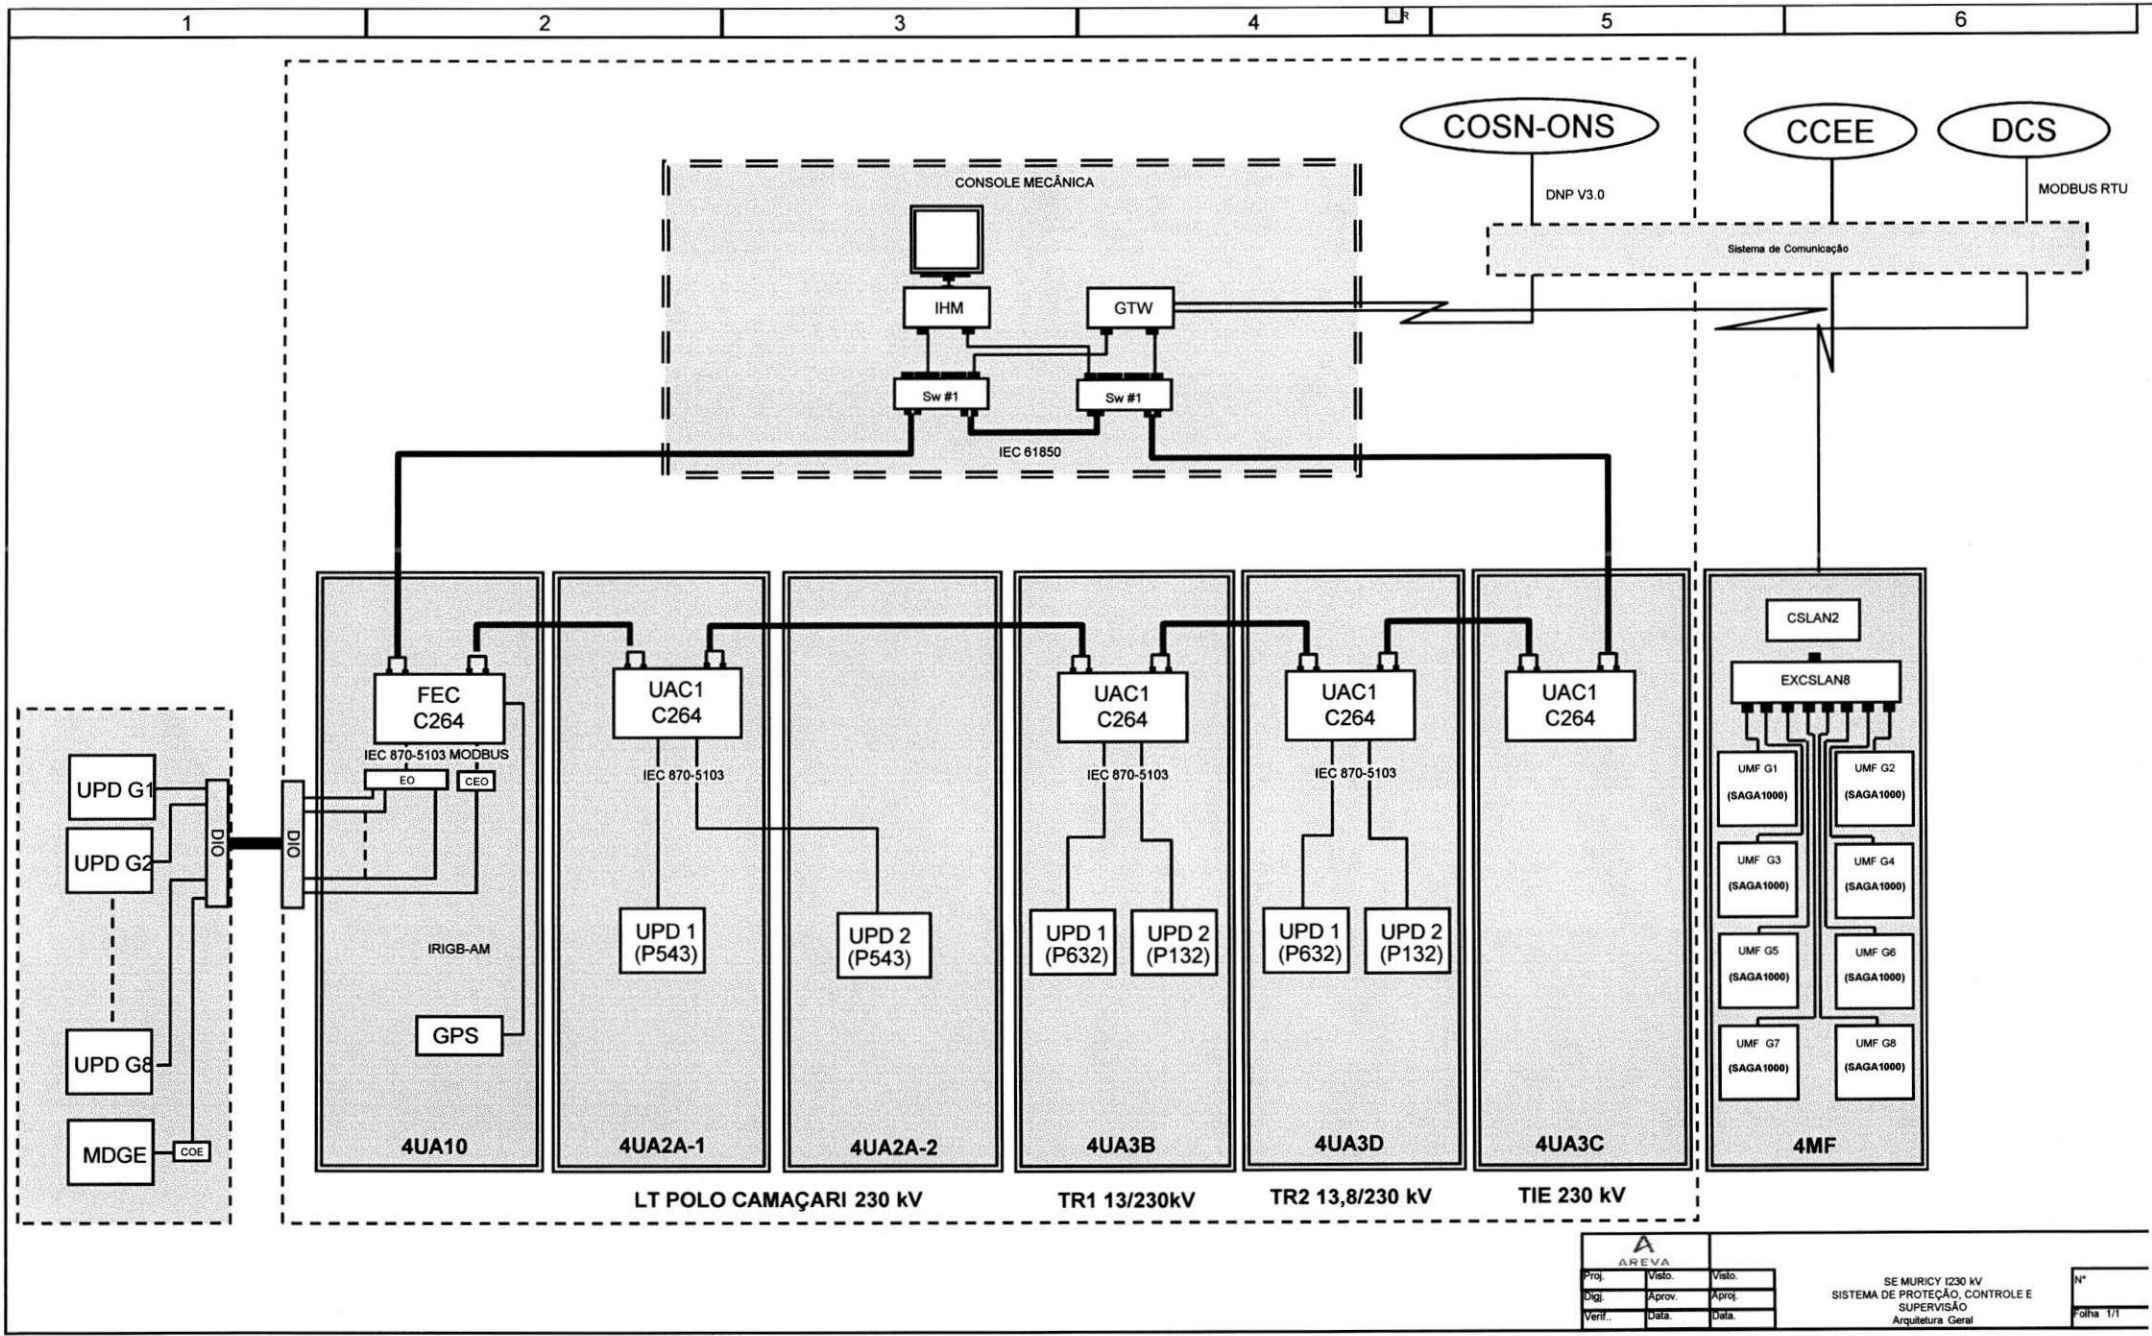 1
2
3
4
R
5
6
COSN-ONS
CCEE
DCS
DNP V3.0
MODBUS RTU
Sistema de Comunicação
CONSOLE MECÂNICA
IHM
GTW
Sw #1
Sw #1
IEC 61850
FEC
C264
IEC 870-5103 MODBUS
EO
CEO
IRIGB-AM
GPS
4UA10
UAC1
C264
IEC 870-5103
UPD 1
(P543)
4UA2A-1
UPD 2
(P543)
4UA2A-2
UAC1
C264
IEC 870-5103
UPD 1
(P632)
UPD 2
(P132)
4UA3B
UAC1
C264
IEC 870-5103
UPD 1
(P632)
UPD 2
(P132)
4UA3D
UAC1
C264
4UA3C
CSLAN2
EXCSLAN8
UMF G1
(SAGA1000)
UMF G2
(SAGA1000)
UMF G3
(SAGA1000)
UMF G4
(SAGA1000)
UMF G5
(SAGA1000)
UMF G6
(SAGA1000)
UMF G7
(SAGA1000)
UMF G8
(SAGA1000)
4MF
UPD G1
UPD G2
UPD G8
MDGE
COE
DIO
DIO
LT POLO CAMAÇARI 230 kV
TR1 13/230kV
TR2 13,8/230 kV
TIE 230 kV
AREVA
Proj. Visto. Visto.
Digj. Aprov. Aproj.
Verif.. Data. Data.
SE MURICY I230 kV
SISTEMA DE PROTEÇÃO, CONTROLE E
SUPERVISÃO
Arquitetura Geral
N°
Folha 1/1